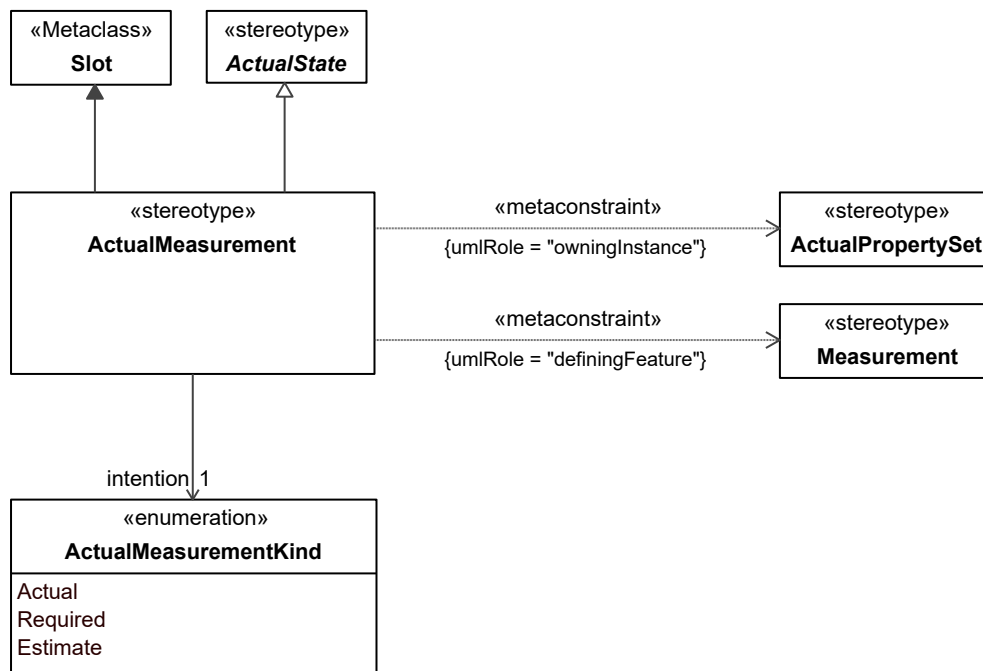 «Metaclass»
Slot
«stereotype»
ActualState
«stereotype»
ActualMeasurement
«metaconstraint»
{umlRole = "owningInstance"}
«stereotype»
ActualPropertySet
«metaconstraint»
{umlRole = "definingFeature"}
«stereotype»
Measurement
intention 1
«enumeration»
ActualMeasurementKind
Actual
Required
Estimate